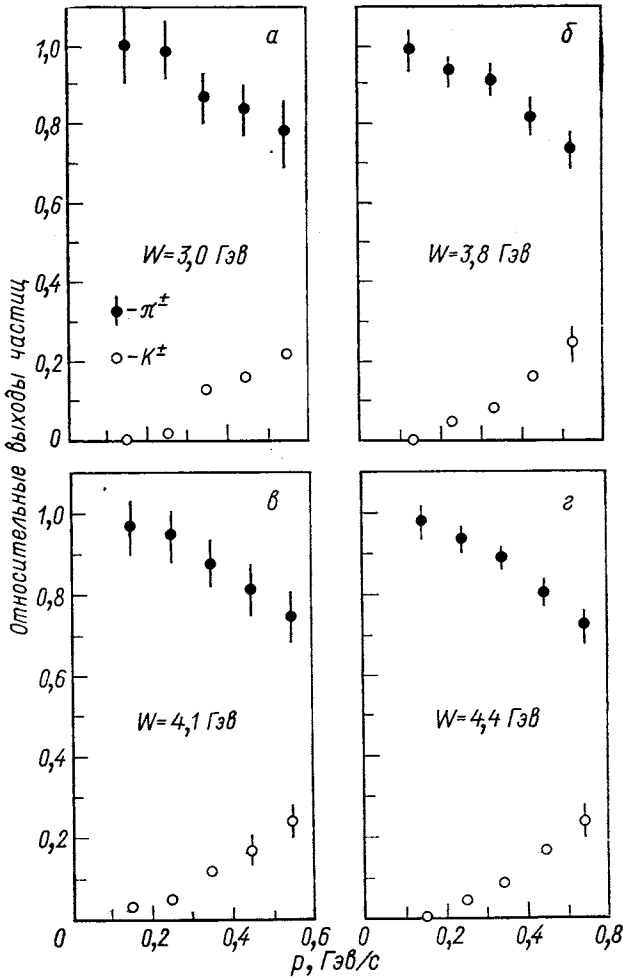 Относительные выходы частиц
1,0
0,8
0,6
0,4
0,2
0
а
W=3,0 Гэв
-π±
-K±
б
W=3,8 Гэв
1,0
0,8
0,6
0,4
0,2
в
W=4,1 Гэв
г
W=4,4 Гэв
0 0,2 0,4 0,6 0 0,2 0,4 0,6 0,8
p, Гэв/c